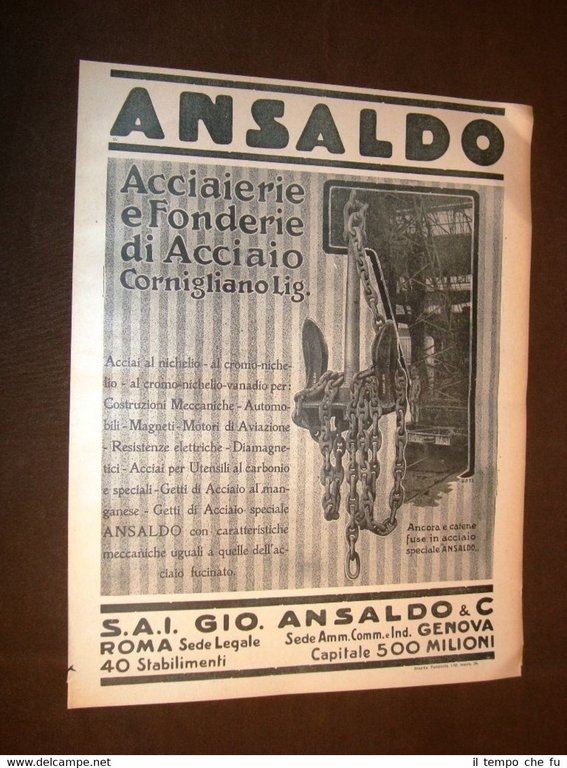 ANSALDO
Acciaierie
e Fonderie
di Acciaio
Cornigliano Lig.
Acciai al nichelio - al cromo-niche-
lio - al cromo-nichelio-vanadio per:
Costruzioni Meccaniche - Automo-
bili - Magneti - Motori di Aviazione
- Resistenze elettriche - Diamagne-
tici - Acciai per Utensili al carbonio
e speciali - Getti di Acciaio al man-
ganese - Getti di Acciaio speciale
ANSALDO con caratteristiche
meccaniche uguali a quelle dell'ac-
ciaio fucinato.
Ancora e catene
fuse in acciaio
speciale ANSALDO.
S.A.I. GIO. ANSALDO & C
ROMA Sede Legale Sede Amm. Comm. e Ind. GENOVA
40 Stabilimenti Capitale 500 MILIONI
il tempo che fu